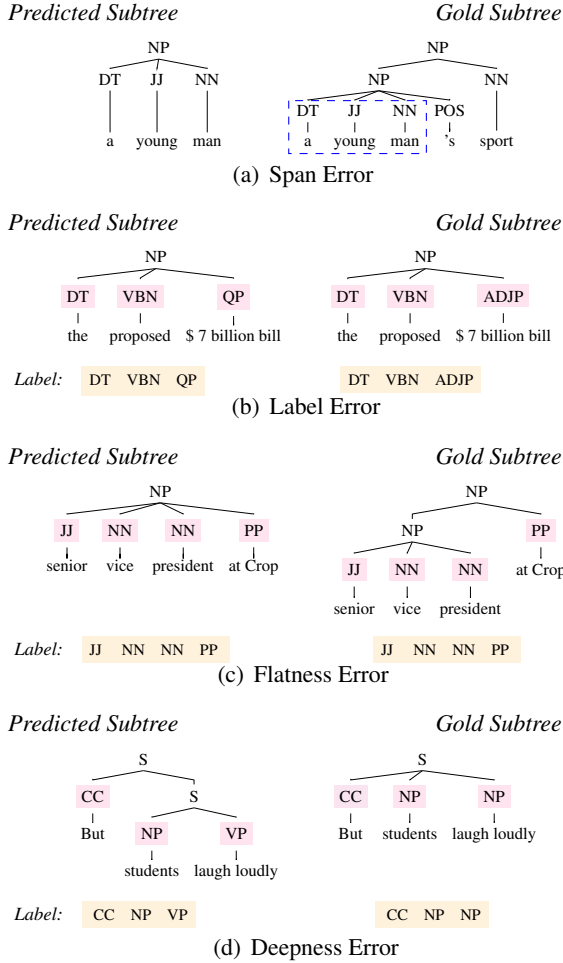 Predicted Subtree Gold Subtree
NP NP
DT JJ NN NP NN
DT JJ NN POS
a young man a young man 's sport
(a) Span Error
Predicted Subtree Gold Subtree
NP NP
DT VBN QP DT VBN ADJP
the proposed $ 7 billion bill the proposed $ 7 billion bill
Label: DT VBN QP DT VBN ADJP
(b) Label Error
Predicted Subtree Gold Subtree
NP NP
JJ NN NN PP NP PP
senior vice president at Crop at Crop
JJ NN NN
senior vice president
Label: JJ NN NN PP JJ NN NN PP
(c) Flatness Error
Predicted Subtree Gold Subtree
S S
CC S CC NP NP
But students laugh loudly
NP VP
students laugh loudly
But
Label: CC NP VP CC NP NP
(d) Deepness Error